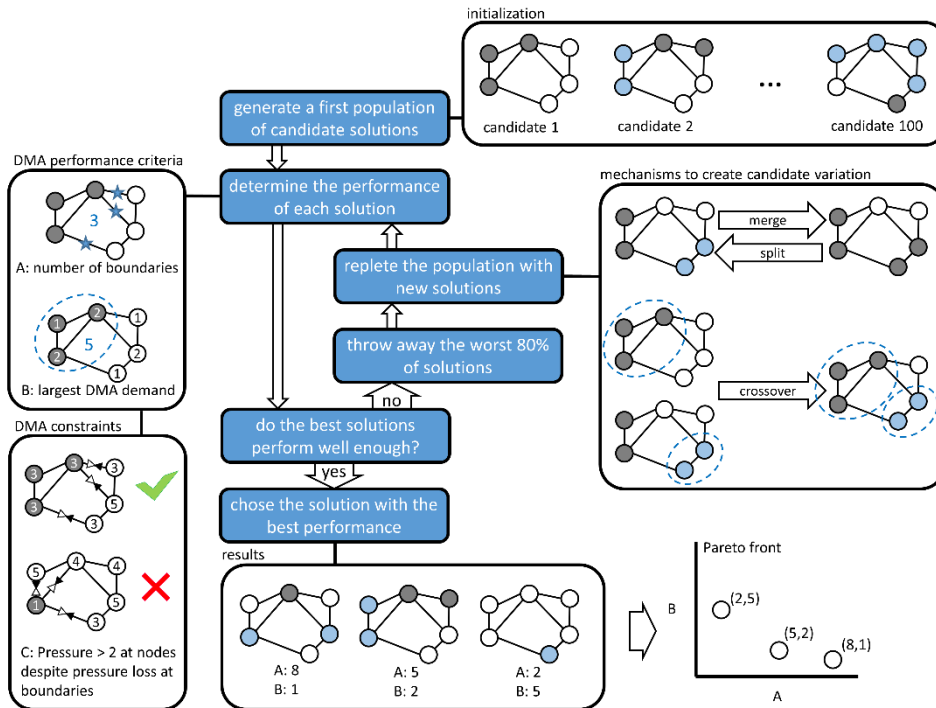 initialization
candidate 1
candidate 2
...
candidate 100
generate a first population
of candidate solutions
DMA performance criteria
3
A: number of boundaries
1
2
1
5
2
2
1
B: largest DMA demand
determine the performance
of each solution
mechanisms to create candidate variation
merge
split
crossover
replete the population with
new solutions
throw away the worst 80%
of solutions
no
do the best solutions
perform well enough?
yes
chose the solution with the
best performance
DMA constraints
3
3
3
3
5
3
5
4
4
1
5
3
C: Pressure > 2 at nodes
despite pressure loss at
boundaries
results
A: 8
B: 1
A: 5
B: 2
A: 2
B: 5
Pareto front
B
(2,5)
(5,2)
(8,1)
A